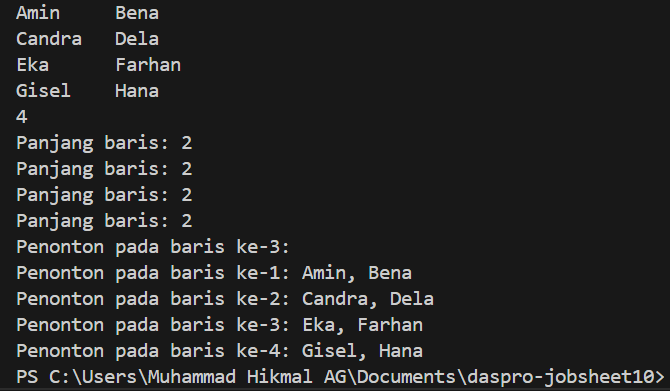 Amin     Bena
Candra   Dela
Eka      Farhan
Gisel    Hana
4
Panjang baris: 2
Panjang baris: 2
Panjang baris: 2
Panjang baris: 2
Penonton pada baris ke-3:
Penonton pada baris ke-1: Amin, Bena
Penonton pada baris ke-2: Candra, Dela
Penonton pada baris ke-3: Eka, Farhan
Penonton pada baris ke-4: Gisel, Hana
PS C:\Users\Muhammad Hikmal AG\Documents\daspro-jobsheet10>